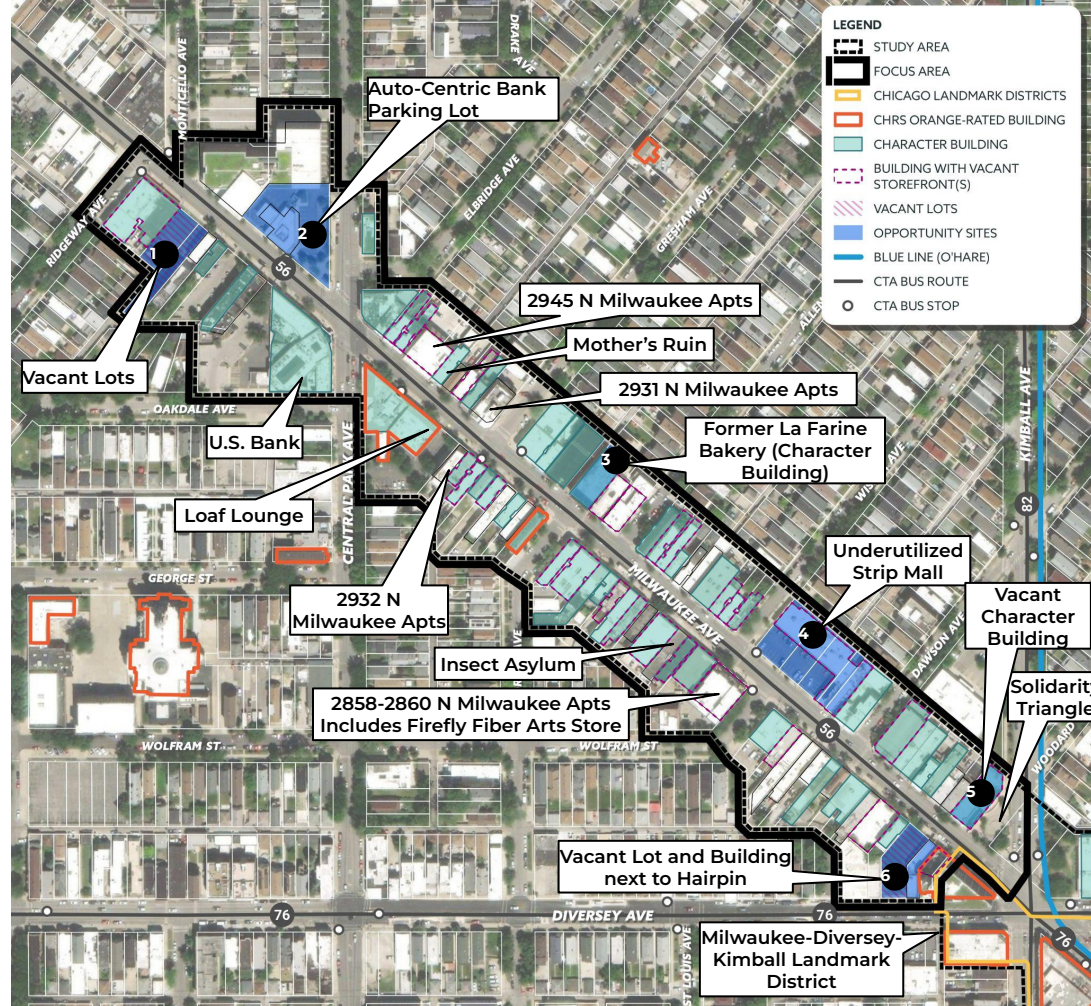 LEGEND
STUDY AREA
FOCUS AREA
CHICAGO LANDMARK DISTRICTS
CHRS ORANGE-RATED BUILDING
CHARACTER BUILDING
BUILDING WITH VACANT
STOREFRONT(S)
VACANT LOTS
OPPORTUNITY SITES
BLUE LINE (O'HARE)
CTA BUS ROUTE
CTA BUS STOP
MONTICELLO AVE
DRAKE AVE
Auto-Centric Bank
Parking Lot
RIDGEWAY AVE
ELBRIDGE AVE
GRESHAM AVE
1
2
56
2945 N Milwaukee Apts
Mother's Ruin
2931 N Milwaukee Apts
Vacant Lots
OAKDALE AVE
U.S. Bank
CENTRAL PARK AVE
KIMBALL AVE
Former La Farine
Bakery (Character
Building)
3
82
Loaf Lounge
GEORGE ST
2932 N
Milwaukee Apts
MILWAUKEE AVE
Underutilized
Strip Mall
4
Vacant
Character
Building
DAWSON AVE
Insect Asylum
Solidarity
Triangle
2858-2860 N Milwaukee Apts
Includes Firefly Fiber Arts Store
WOLFRAM ST
WOLFRAM ST
56
WOODARD
5
Vacant Lot and Building
next to Hairpin
6
76
DIVERSEY AVE
76
76
Milwaukee-Diversey-
Kimball Landmark
District